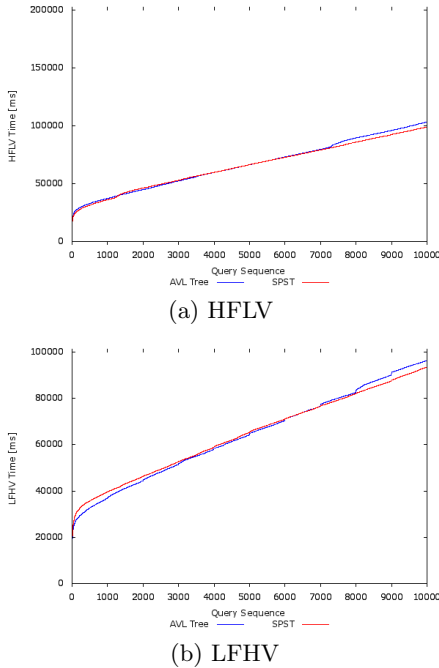 200000
150000
100000
50000
0
HFLV Time [ms]
0 1000 2000 3000 4000 5000 6000 7000 8000 9000 10000
Query Sequence
AVL Tree SPST
(a) HFLV
100000
80000
60000
40000
20000
0
LFHV Time [ms]
0 1000 2000 3000 4000 5000 6000 7000 8000 9000 10000
Query Sequence
AVL Tree SPST
(b) LFHV